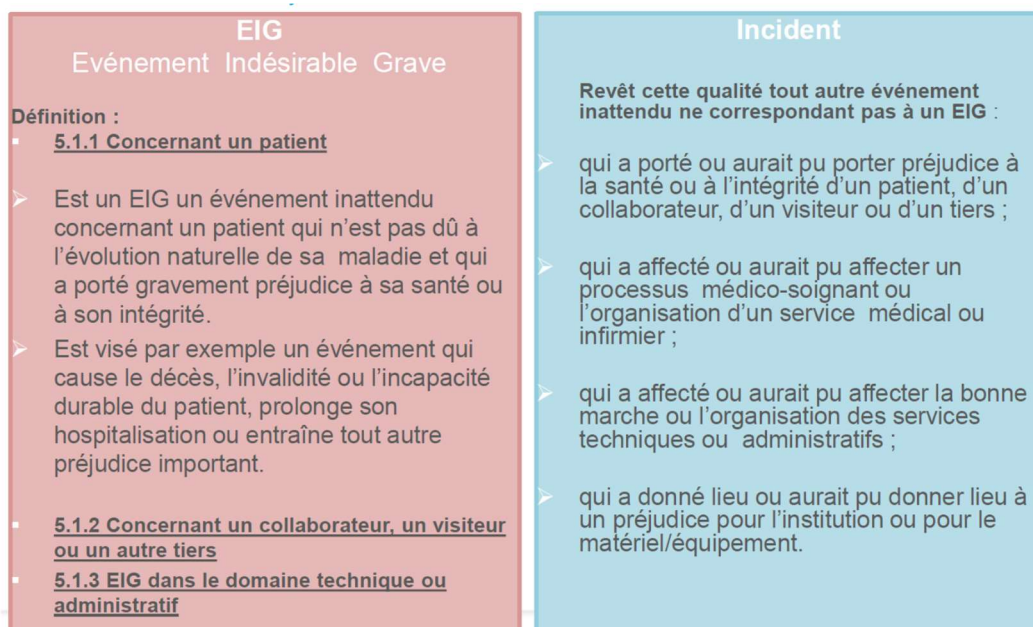 EIG
Evénement Indésirable Grave
Définition :
5.1.1 Concernant un patient
Est un EIG un événement inattendu
concernant un patient qui n'est pas dû à
l'évolution naturelle de sa maladie et qui
a porté gravement préjudice à sa santé ou
à son intégrité.
Est visé par exemple un événement qui
cause le décès, l'invalidité ou l'incapacité
durable du patient, prolonge son
hospitalisation ou entraîne tout autre
préjudice important.
5.1.2 Concernant un collaborateur, un visiteur
ou un autre tiers
5.1.3 EIG dans le domaine technique ou
administratif
Incident
Revêt cette qualité tout autre événement
inattendu ne correspondant pas à un EIG :
qui a porté ou aurait pu porter préjudice à
la santé ou à l'intégrité d'un patient, d'un
collaborateur, d'un visiteur ou d'un tiers ;
qui a affecté ou aurait pu affecter un
processus médico-soignant ou
l'organisation d'un service médical ou
infirmier ;
qui a affecté ou aurait pu affecter la bonne
marche ou l'organisation des services
techniques ou administratifs ;
qui a donné lieu ou aurait pu donner lieu à
un préjudice pour l'institution ou pour le
matériel/équipement.